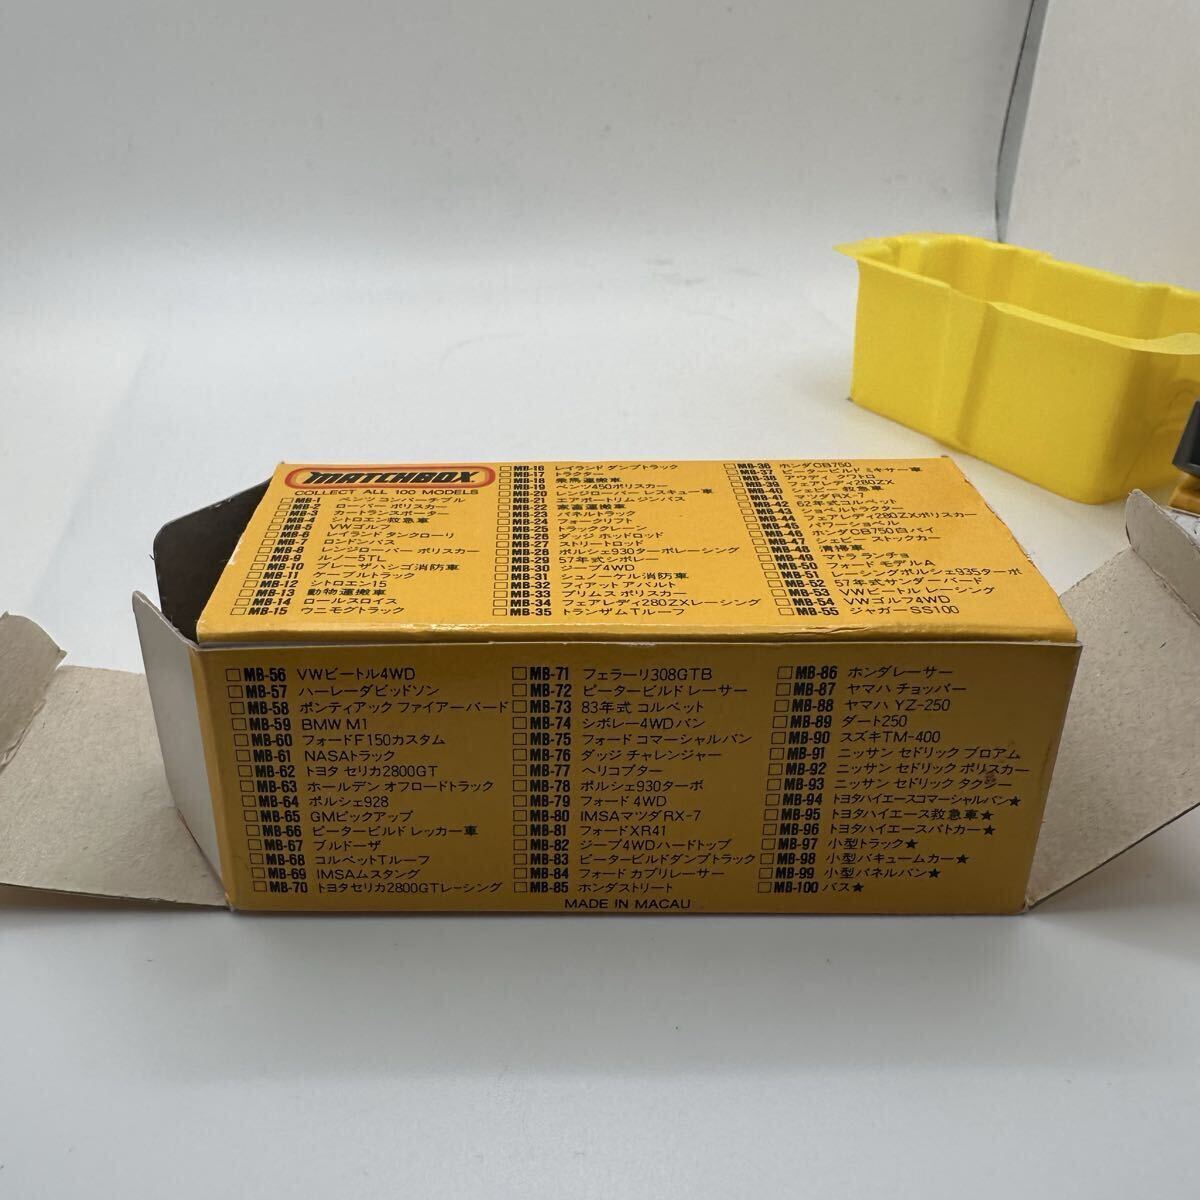 MATCHBOX
COLLECT ALL 100 MODELS
MB-1 ベンツ コンバーチブル
MB-2 ローバー ポリスカー
MB-3 トランスポーター
MB-4 シトロエン救急車
MB-5 VWゴルフ
MB-6 レイランド タンクローリ
MB-7 ロンドンバス
MB-8 レンジローバー ポリスカー
MB-9 ルノー5TL
MB-10 ブレーザハシゴ消防車
MB-11 ケーブルトラック
MB-12 シトロエン15
MB-13 動物運搬車
MB-14 ロールスロイス
MB-15 ウニモグトラック
MB-16 レイランド ダンプトラック
MB-17 トラクター
MB-18 乗馬運搬車
MB-19 ベンツ450ポリスカー
MB-20 レンジローバー レスキュー車
MB-21 エアポートリムジンバス
MB-22 家畜運搬車
MB-23 パネルトラック
MB-24 フォークリフト
MB-25 トラッククレーン
MB-26 ダッジ ホッドロッド
MB-27 ストリートロッド
MB-28 ポルシェ930ターボレーシング
MB-29 57年式シボレー
MB-30 ジープ4WD
MB-31 シュノーケル消防車
MB-32 フィアット アバルト
MB-33 プリムス ポリスカー
MB-34 フェアレディ280ZXレーシング
MB-35 トランザムTルーフ
MB-36 ホンダCB750
MB-37 ピータービルド ミキサー車
MB-38 アウディ クワトロ
MB-39 フェアレディ280ZX
MB-40 シェビー 救急車
MB-41 マツダRX-7
MB-42 62年式コルベット
MB-43 ショベルトラクター
MB-44 フェアレディ280ZXポリスカー
MB-45 パワーショベル
MB-46 ホンダCB750白バイ
MB-47 シェビー ストックカー
MB-48 清掃車
MB-49 マトラ ランチョ
MB-50 フォード モデルA
MB-51 レーシングポルシェ935ターボ
MB-52 57年式サンダーバード
MB-53 VWビートル レーシング
MB-54 VWゴルフ4WD
MB-55 ジャガーSS100
MB-56 VWビートル4WD
MB-57 ハーレーダビッドソン
MB-58 ポンティアック ファイアーバード
MB-59 BMW M1
MB-60 フォードF150カスタム
MB-61 NASAトラック
MB-62 トヨタ セリカ2800GT
MB-63 ホールデン オフロードトラック
MB-64 ポルシェ928
MB-65 GMピックアップ
MB-66 ピータービルド レッカー車
MB-67 ブルドーザ
MB-68 コルベットTルーフ
MB-69 IMSAムスタング
MB-70 トヨタセリカ2800GTレーシング
MB-71 フェラーリ308GTB
MB-72 ピータービルド レーサー
MB-73 83年式 コルベット
MB-74 シボレー4WDバン
MB-75 フォード コマーシャルバン
MB-76 ダッジ チャレンジャー
MB-77 ヘリコプター
MB-78 ポルシェ930ターボ
MB-79 フォード 4WD
MB-80 IMSAマツダRX-7
MB-81 フォードXR41
MB-82 ジープ4WDハードトップ
MB-83 ピータービルドダンプトラック
MB-84 フォード カプリレーサー
MB-85 ホンダストリート
MB-86 ホンダレーサー
MB-87 ヤマハ チョッパー
MB-88 ヤマハ YZ-250
MB-89 ダート250
MB-90 スズキTM-400
MB-91 ニッサン セドリック プロアム
MB-92 ニッサン セドリック ポリスカー
MB-93 ニッサン セドリック タクシー
MB-94 トヨタハイエースコマーシャルバン★
MB-95 トヨタハイエース救急車★
MB-96 トヨタハイエースパトカー★
MB-97 小型トラック★
MB-98 小型バキュームカー★
MB-99 小型パネルバン★
MB-100 バス★
MADE IN MACAU